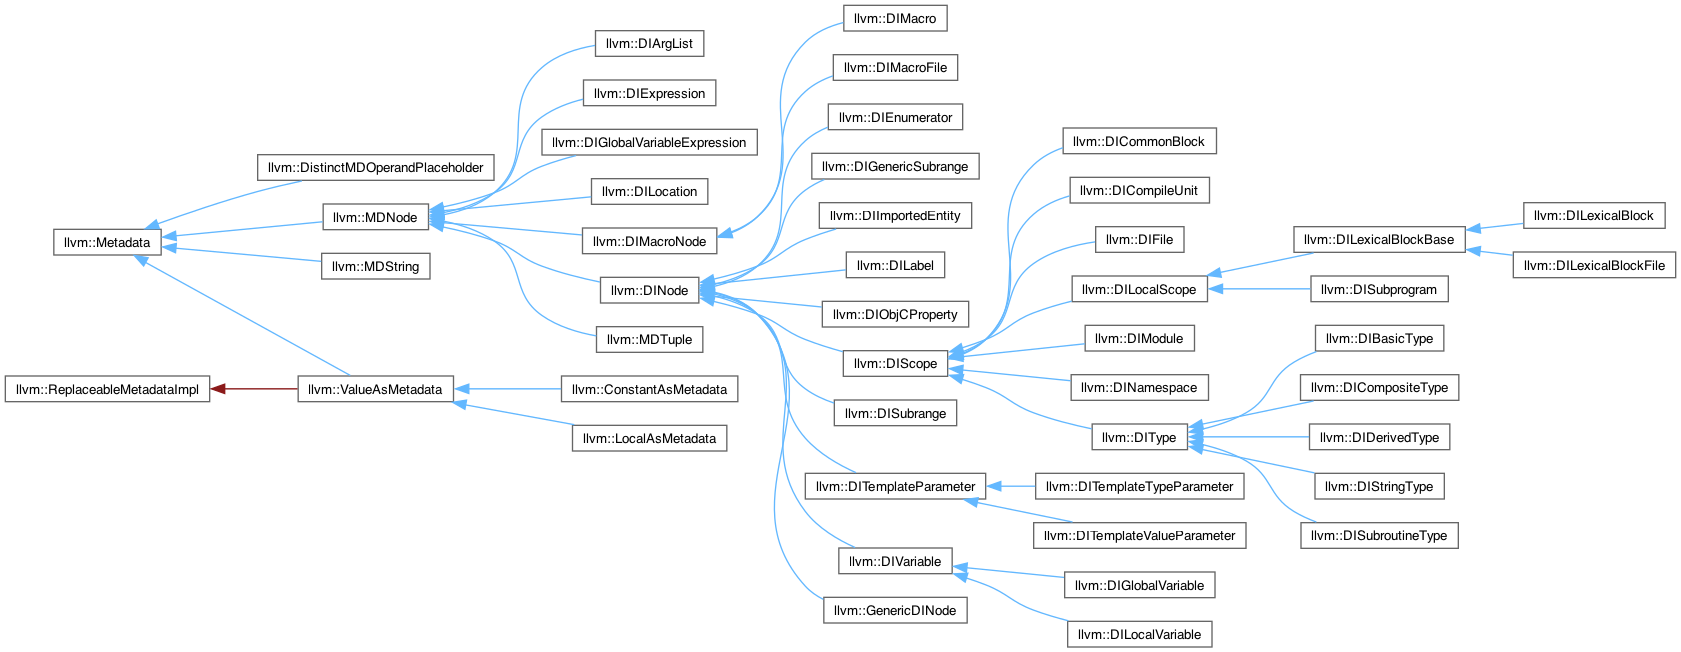 llvm::Metadata
llvm::ReplaceableMetadataImpl
llvm::DistinctMDOperandPlaceholder
llvm::MDNode
llvm::MDString
llvm::ValueAsMetadata
llvm::DIArgList
llvm::DIExpression
llvm::DIGlobalVariableExpression
llvm::DILocation
llvm::DIMacroNode
llvm::DINode
llvm::MDTuple
llvm::ConstantAsMetadata
llvm::LocalAsMetadata
llvm::DIMacro
llvm::DIMacroFile
llvm::DIEnumerator
llvm::DIGenericSubrange
llvm::DIImportedEntity
llvm::DILabel
llvm::DIObjCProperty
llvm::DIScope
llvm::DISubrange
llvm::DITemplateParameter
llvm::DIVariable
llvm::GenericDINode
llvm::DICommonBlock
llvm::DICompileUnit
llvm::DIFile
llvm::DILocalScope
llvm::DIModule
llvm::DINamespace
llvm::DIType
llvm::DITemplateTypeParameter
llvm::DITemplateValueParameter
llvm::DIGlobalVariable
llvm::DILocalVariable
llvm::DILexicalBlockBase
llvm::DISubprogram
llvm::DIBasicType
llvm::DICompositeType
llvm::DIDerivedType
llvm::DIStringType
llvm::DISubroutineType
llvm::DILexicalBlock
llvm::DILexicalBlockFile